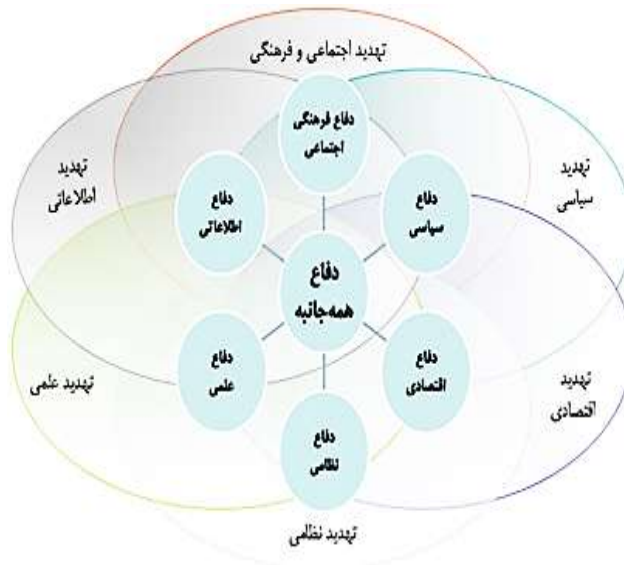 تهدید اجتماعی و فرهنگی
دفاع فرهنگی
اجتماعی
تهدید
سیاسی
تهدید
اطلاعاتی
دفاع
سیاسی
دفاع
اطلاعاتی
دفاع
همه‌جانبه
دفاع
اقتصادی
دفاع
علمی
تهدید
اقتصادی
تهدید علمی
دفاع
نظامی
تهدید نظامی